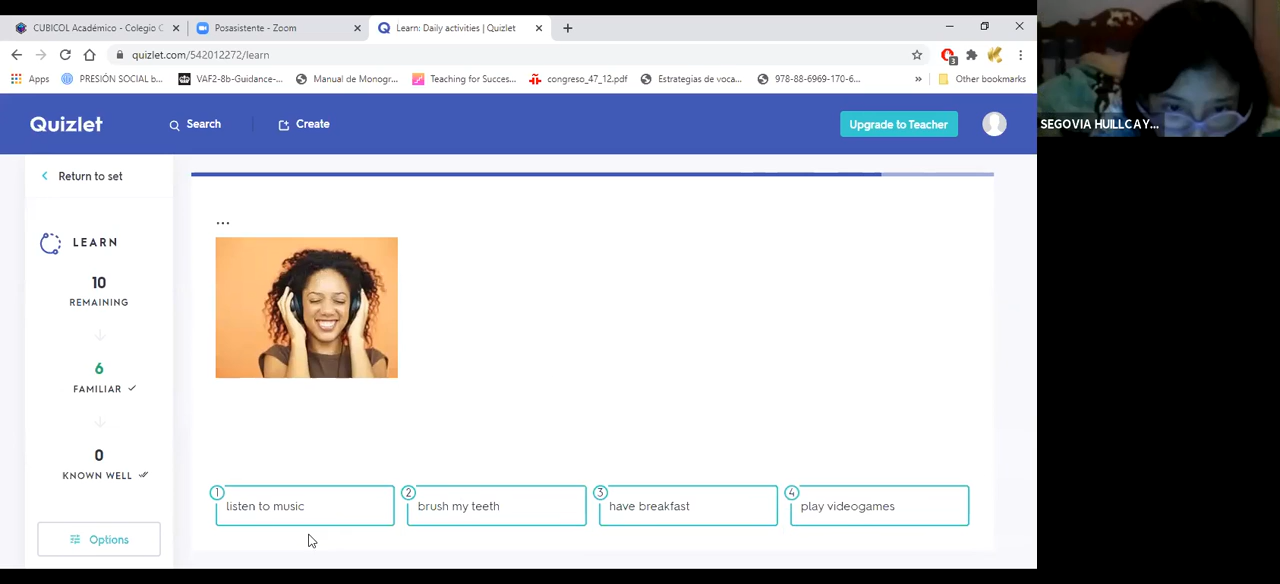 CUBICOL Académico - Colegio C
Posasistente - Zoom
Learn: Daily activities | Quizlet
quizlet.com/542012272/learn
3
Apps
PRESIÓN SOCIAL b...
VAF2-8b-Guidance-...
Manual de Monogr...
Teaching for Succes...
congreso_47_12.pdf
Estrategias de voca...
978-88-6969-170-6...
»
Other bookmarks
Quizlet
Search
Create
Upgrade to Teacher
SEGOVIA HUILLCAY...
Return to set
LEARN
10
REMAINING
6
FAMILIAR
0
KNOWN WELL
Options
...
1 listen to music
2 brush my teeth
3 have breakfast
4 play videogames